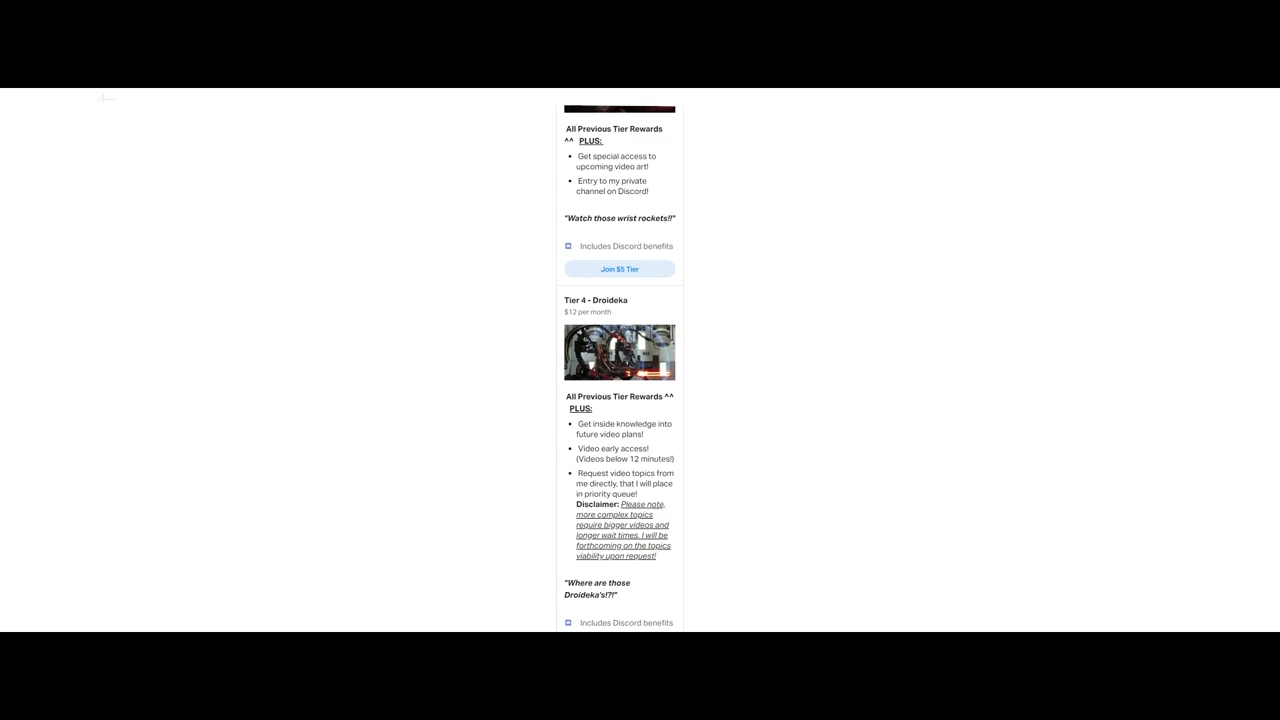 All Previous Tier Rewards
^^ PLUS:
• Get special access to
upcoming video art!
• Entry to my private
channel on Discord!
"Watch those wrist rockets!!"
Includes Discord benefits
Join $5 Tier
Tier 4 - Droideka
$12 per month
All Previous Tier Rewards ^^
PLUS:
• Get inside knowledge into
future video plans!
• Video early access!
(Videos below 12 minutes!)
• Request video topics from
me directly, that I will place
in priority queue!
Disclaimer: Please note,
more complex topics
require bigger videos and
longer wait times. I will be
forthcoming on the topics
viability upon request!
"Where are those
Droideka's!?!"
Includes Discord benefits